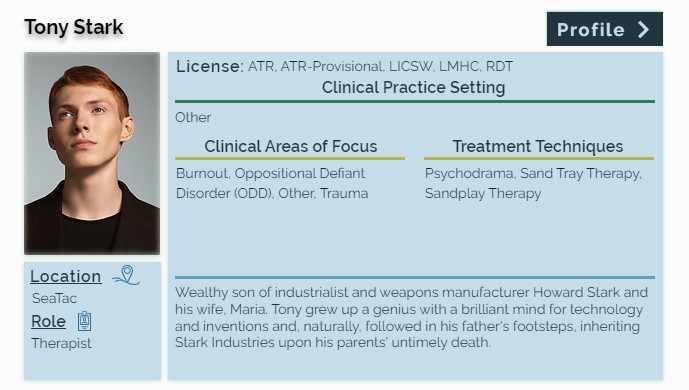 Tony Stark
Profile
License: ATR, ATR-Provisional, LICSW, LMHC, RDT
Clinical Practice Setting
Other
Clinical Areas of Focus
Burnout, Oppositional Defiant
Disorder (ODD), Other, Trauma
Treatment Techniques
Psychodrama, Sand Tray Therapy,
Sandplay Therapy
Location
SeaTac
Role
Therapist
Wealthy son of industrialist and weapons manufacturer Howard Stark and
his wife, Maria. Tony grew up a genius with a brilliant mind for technology
and inventions and, naturally, followed in his father's footsteps, inheriting
Stark Industries upon his parents' untimely death.